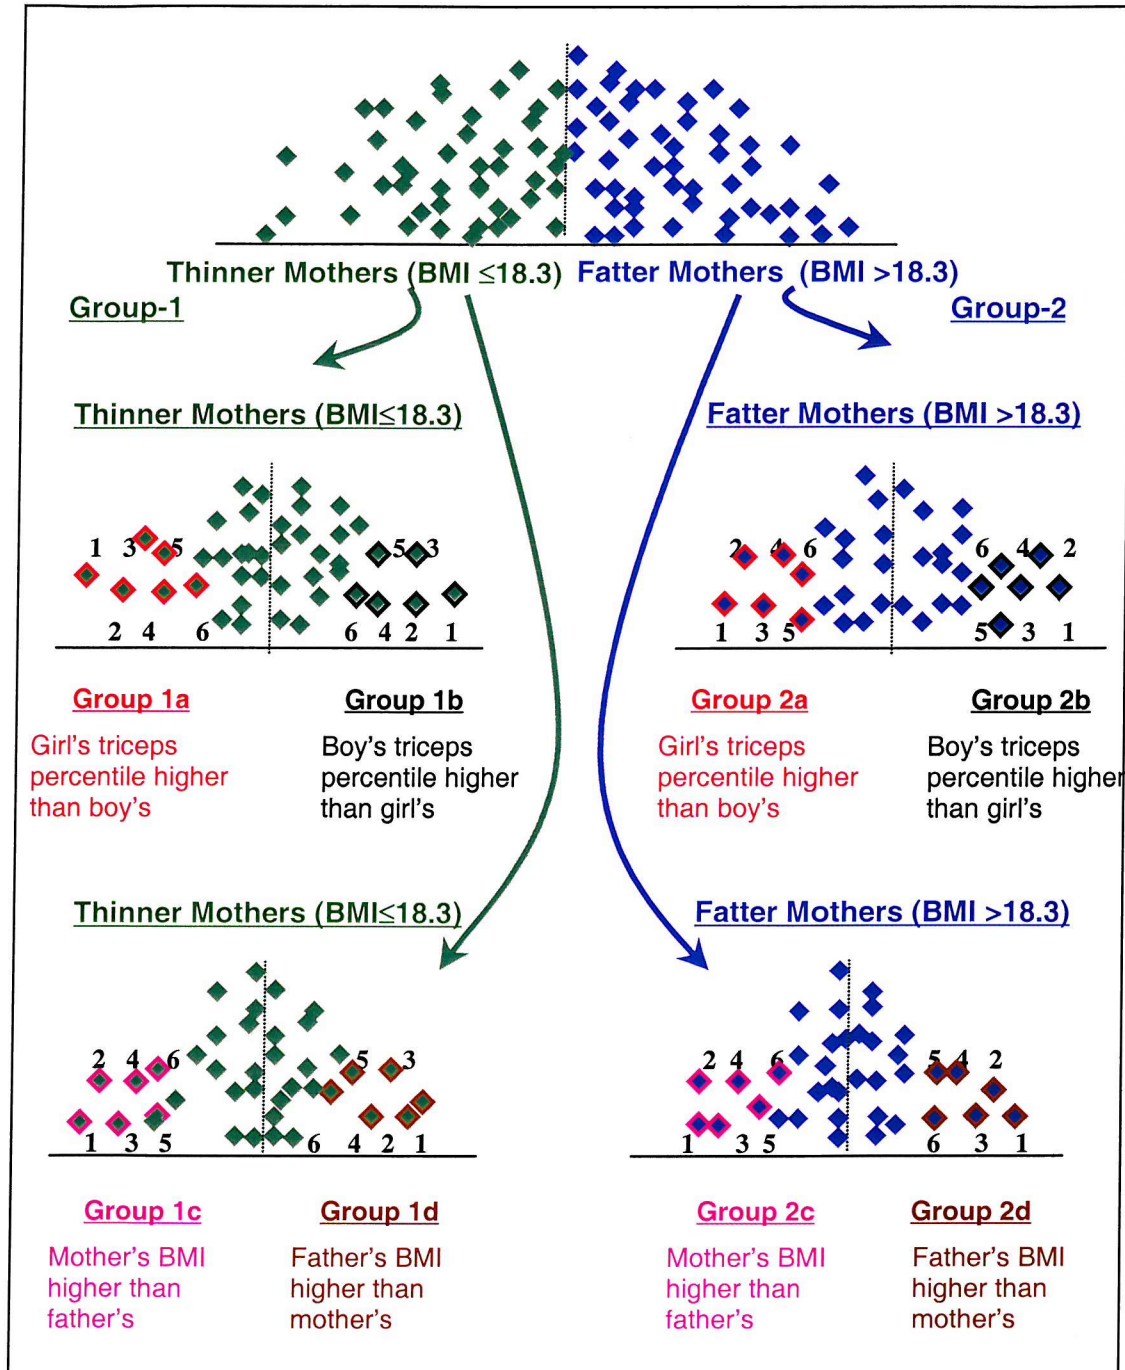 Thinner Mothers (BMI ≤18.3) Fatter Mothers (BMI >18.3)
Group-1 Group-2
Thinner Mothers (BMI≤18.3) Fatter Mothers (BMI >18.3)
1 3 5 5 3 2 4 6 6 4 2
2 4 6 6 4 2 1 1 3 5 5 3 1
Group 1a Group 1b Group 2a Group 2b
Girl's triceps
percentile higher
than boy's
Boy's triceps
percentile higher
than girl's
Girl's triceps
percentile higher
than boy's
Boy's triceps
percentile higher
than girl's
Thinner Mothers (BMI≤18.3) Fatter Mothers (BMI >18.3)
2 4 6 5 3 2 4 6 5 4 2
1 3 5 6 4 2 1 1 3 5 6 3 1
Group 1c Group 1d Group 2c Group 2d
Mother's BMI
higher than
father's
Father's BMI
higher than
mother's
Mother's BMI
higher than
father's
Father's BMI
higher than
mother's